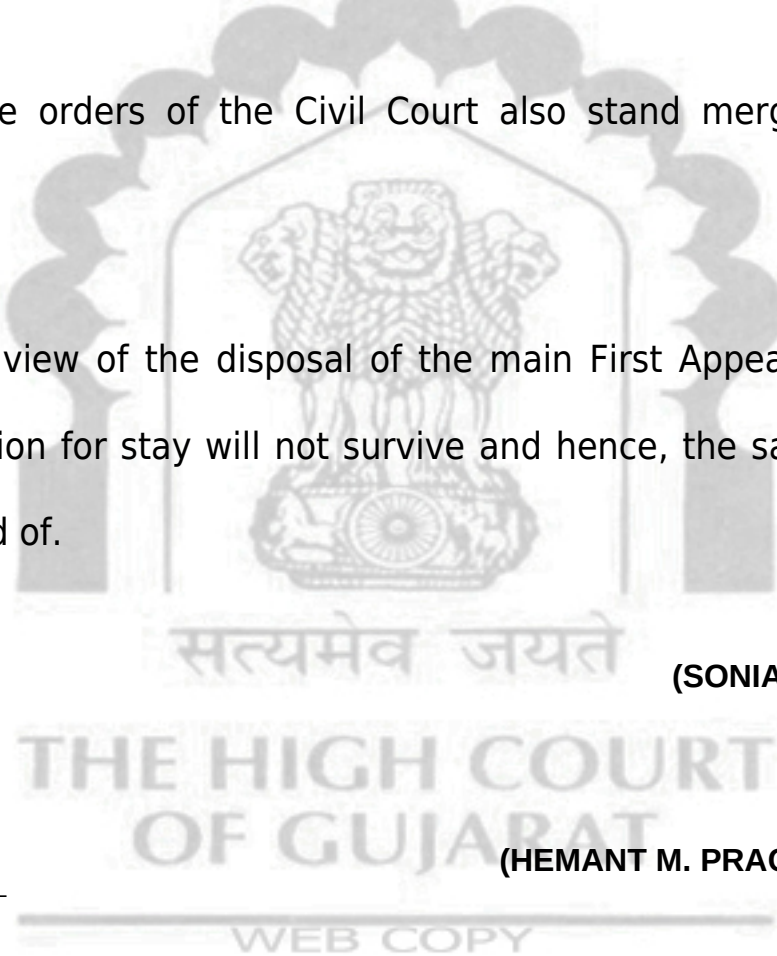 e orders of the Civil Court also stand merg
view of the disposal of the main First Appea
ion for stay will not survive and hence, the sa
d of.
सत्यमेव जयते
(SONIA
THE HIGH COURT
OF GUJARAT
(HEMANT M. PRAC
WEB COPY